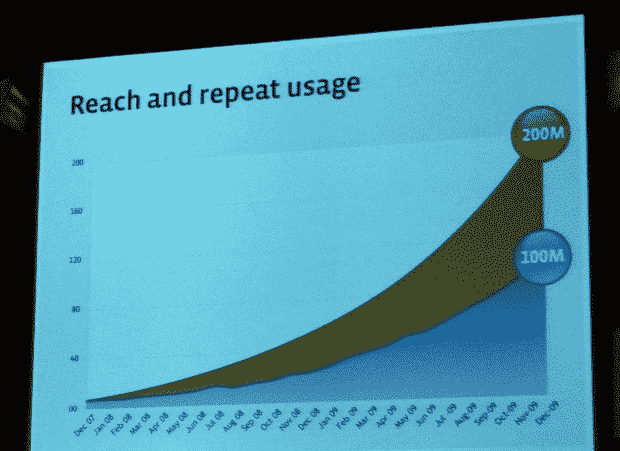 Reach and repeat usage
200M
200
160
100M
120
80
40
00
Dec 07
Jan 08
Feb 08
Mar 08
Apr 08
May 08
Jun 08
Jul 08
Aug 08
Sep 08
Oct 08
Nov 08
Dec 08
Jan 09
Feb 09
Mar 09
Apr 09
May 09
Jun 09
Jul 09
Aug-09
Sep-09
Oct-09
Nov-09
Dec-09